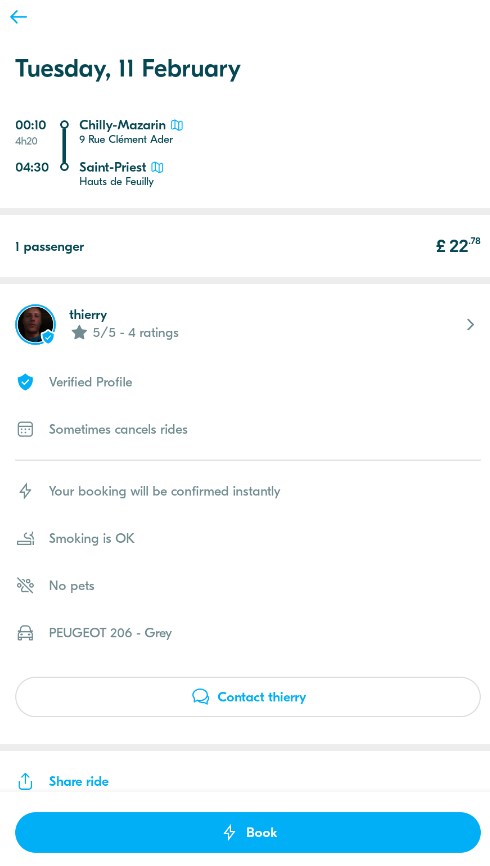 Tuesday, 11 February
00:10 Chilly-Mazarin
4h20 9 Rue Clément Ader
04:30 Saint-Priest
Hauts de Feuilly
1 passenger £ 22.78
thierry
5/5 - 4 ratings
Verified Profile
Sometimes cancels rides
Your booking will be confirmed instantly
Smoking is OK
No pets
PEUGEOT 206 - Grey
Contact thierry
Share ride
Book